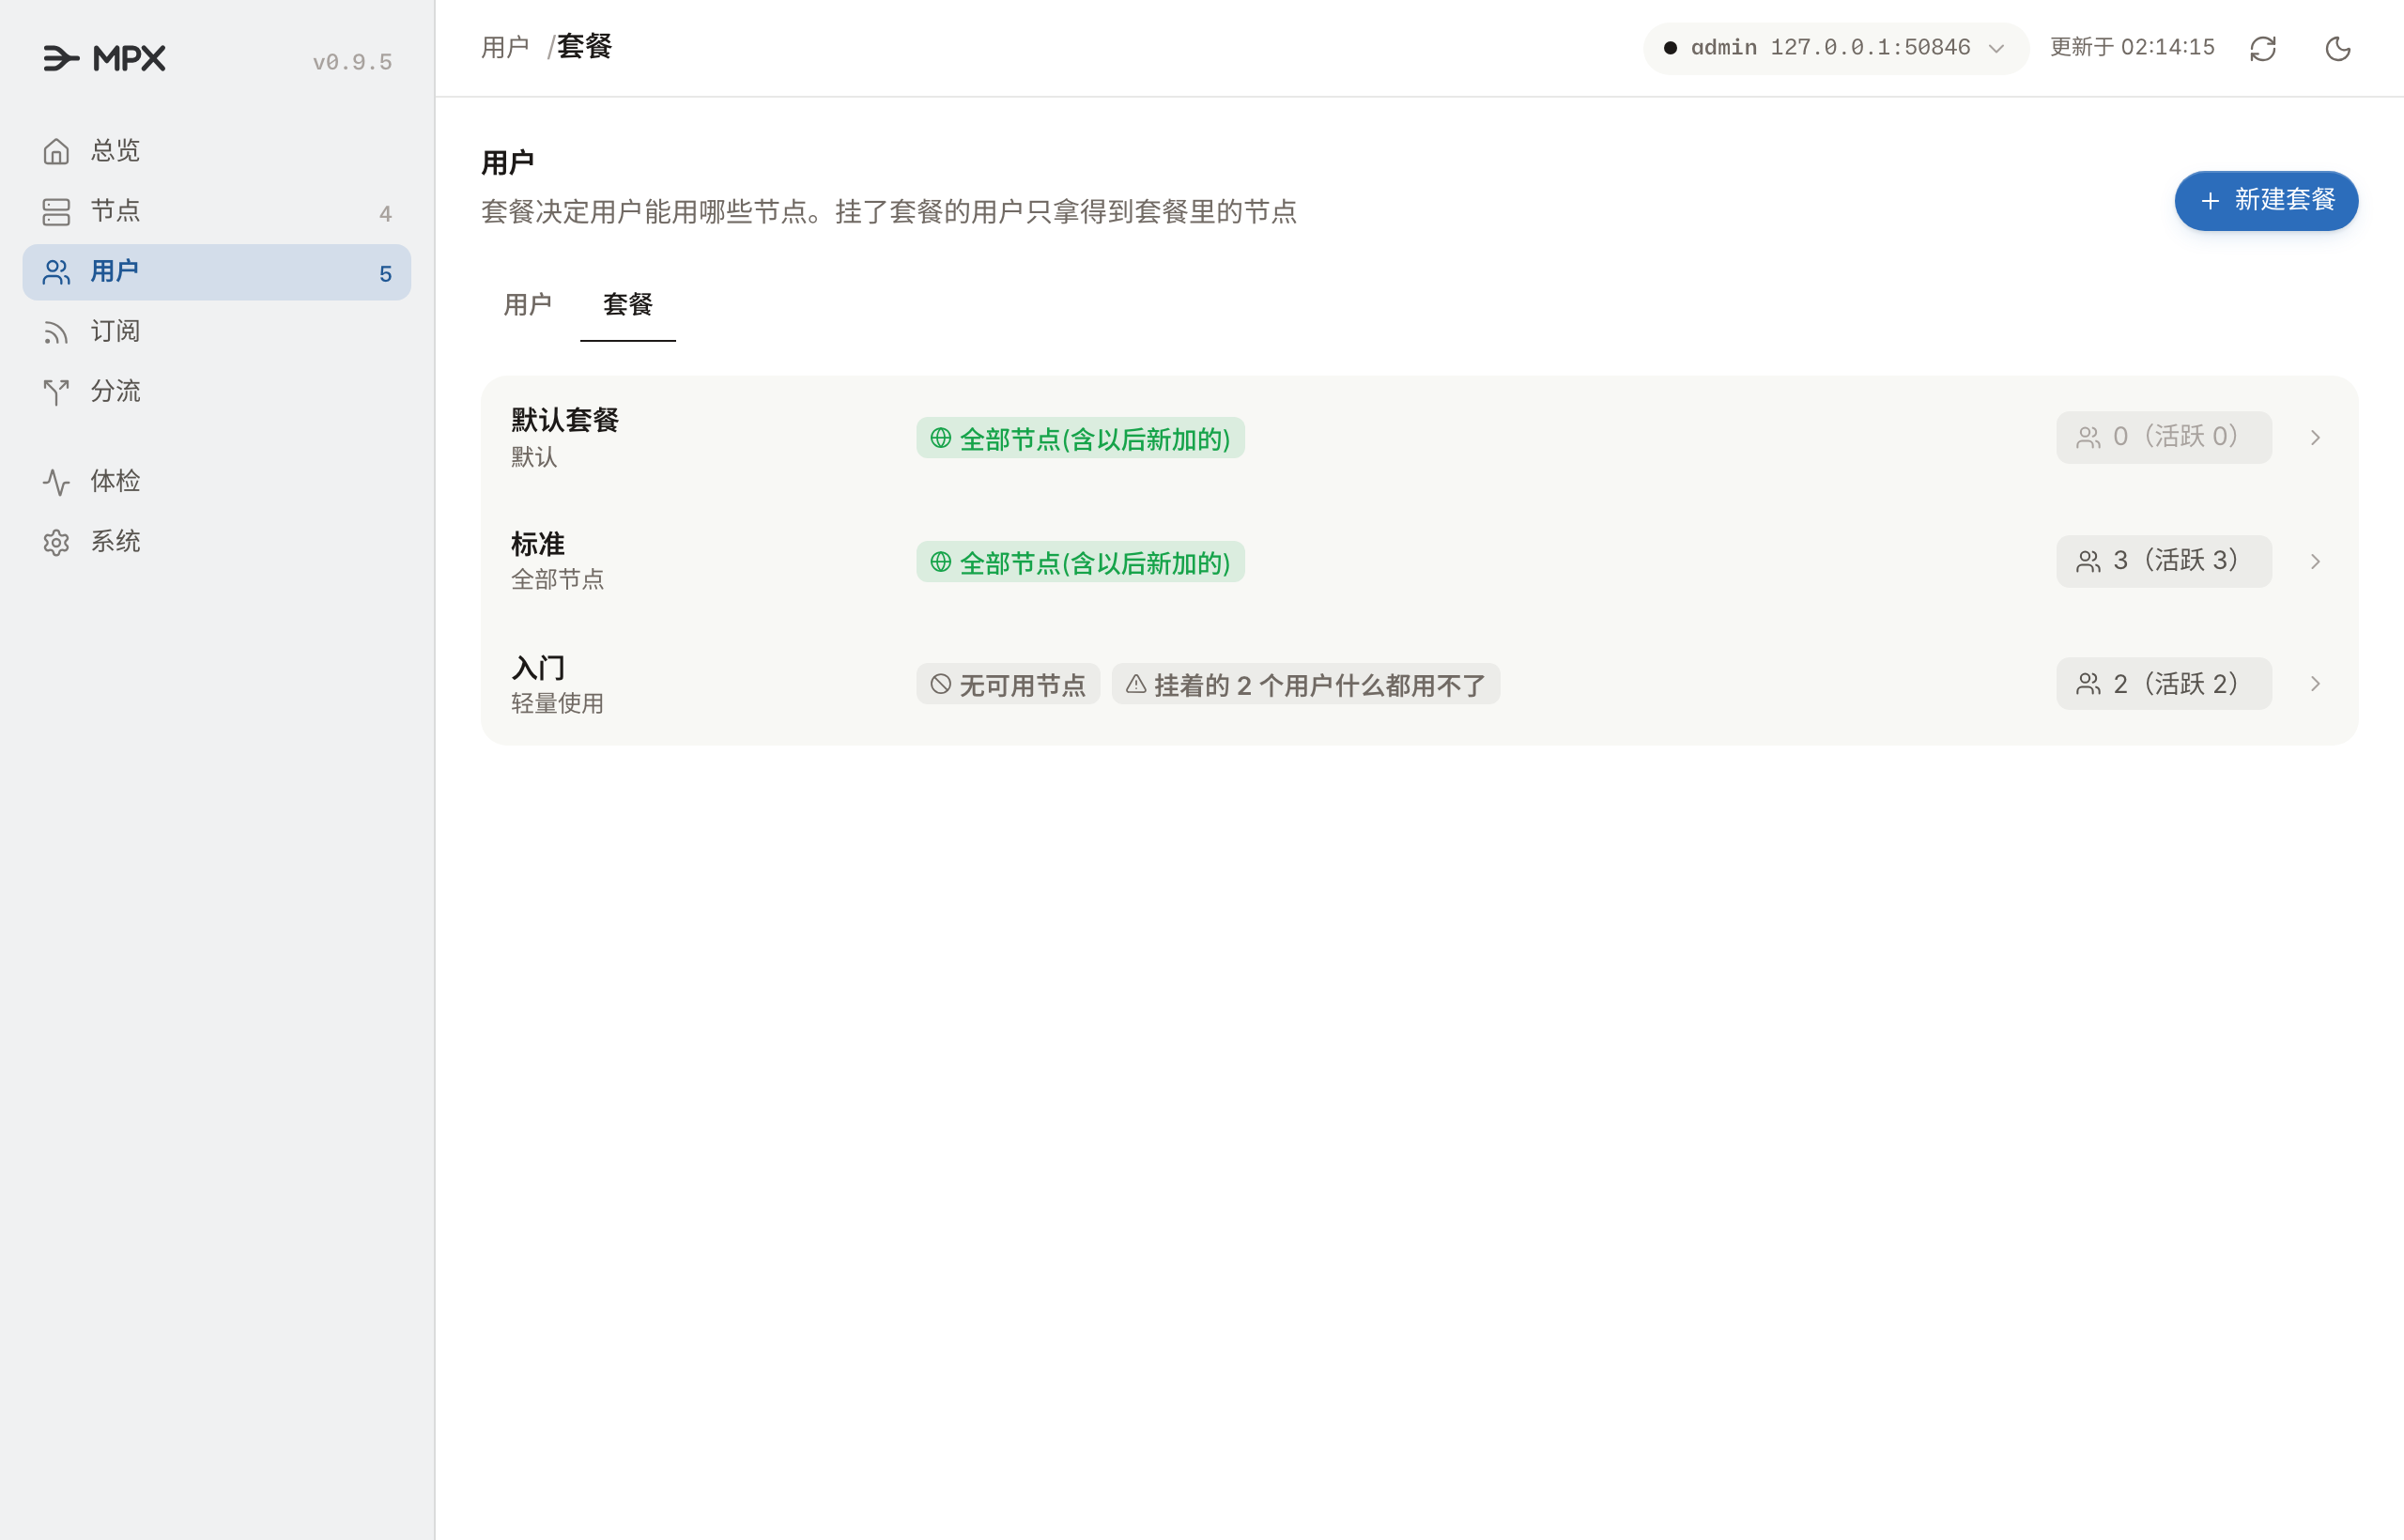 MPX v0.9.5
总览
节点 4
用户 5
订阅
分流
体检
系统
用户 /套餐
admin 127.0.0.1:50846
更新于 02:14:15
用户
套餐决定用户能用哪些节点。挂了套餐的用户只拿得到套餐里的节点
新建套餐
用户 套餐
默认套餐
默认
全部节点(含以后新加的)
0（活跃 0）
标准
全部节点
全部节点(含以后新加的)
3（活跃 3）
入门
轻量使用
无可用节点
挂着的 2 个用户什么都用不了
2（活跃 2）